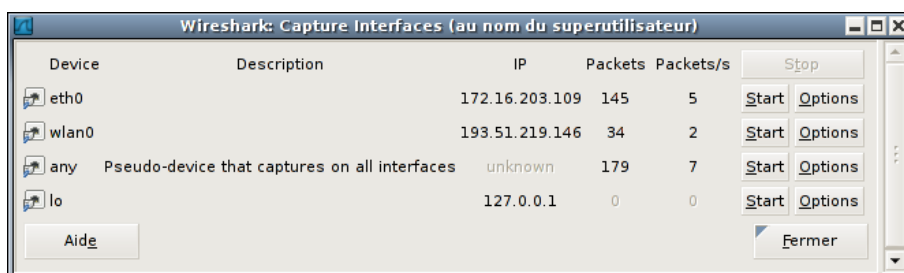 Wireshark: Capture Interfaces (au nom du superutilisateur)
Device Description IP Packets Packets/s Stop
eth0 172.16.203.109 145 5 Start Options
wlan0 193.51.219.146 34 2 Start Options
any Pseudo-device that captures on all interfaces unknown 179 7 Start Options
lo 127.0.0.1 0 0 Start Options
Aide Fermer